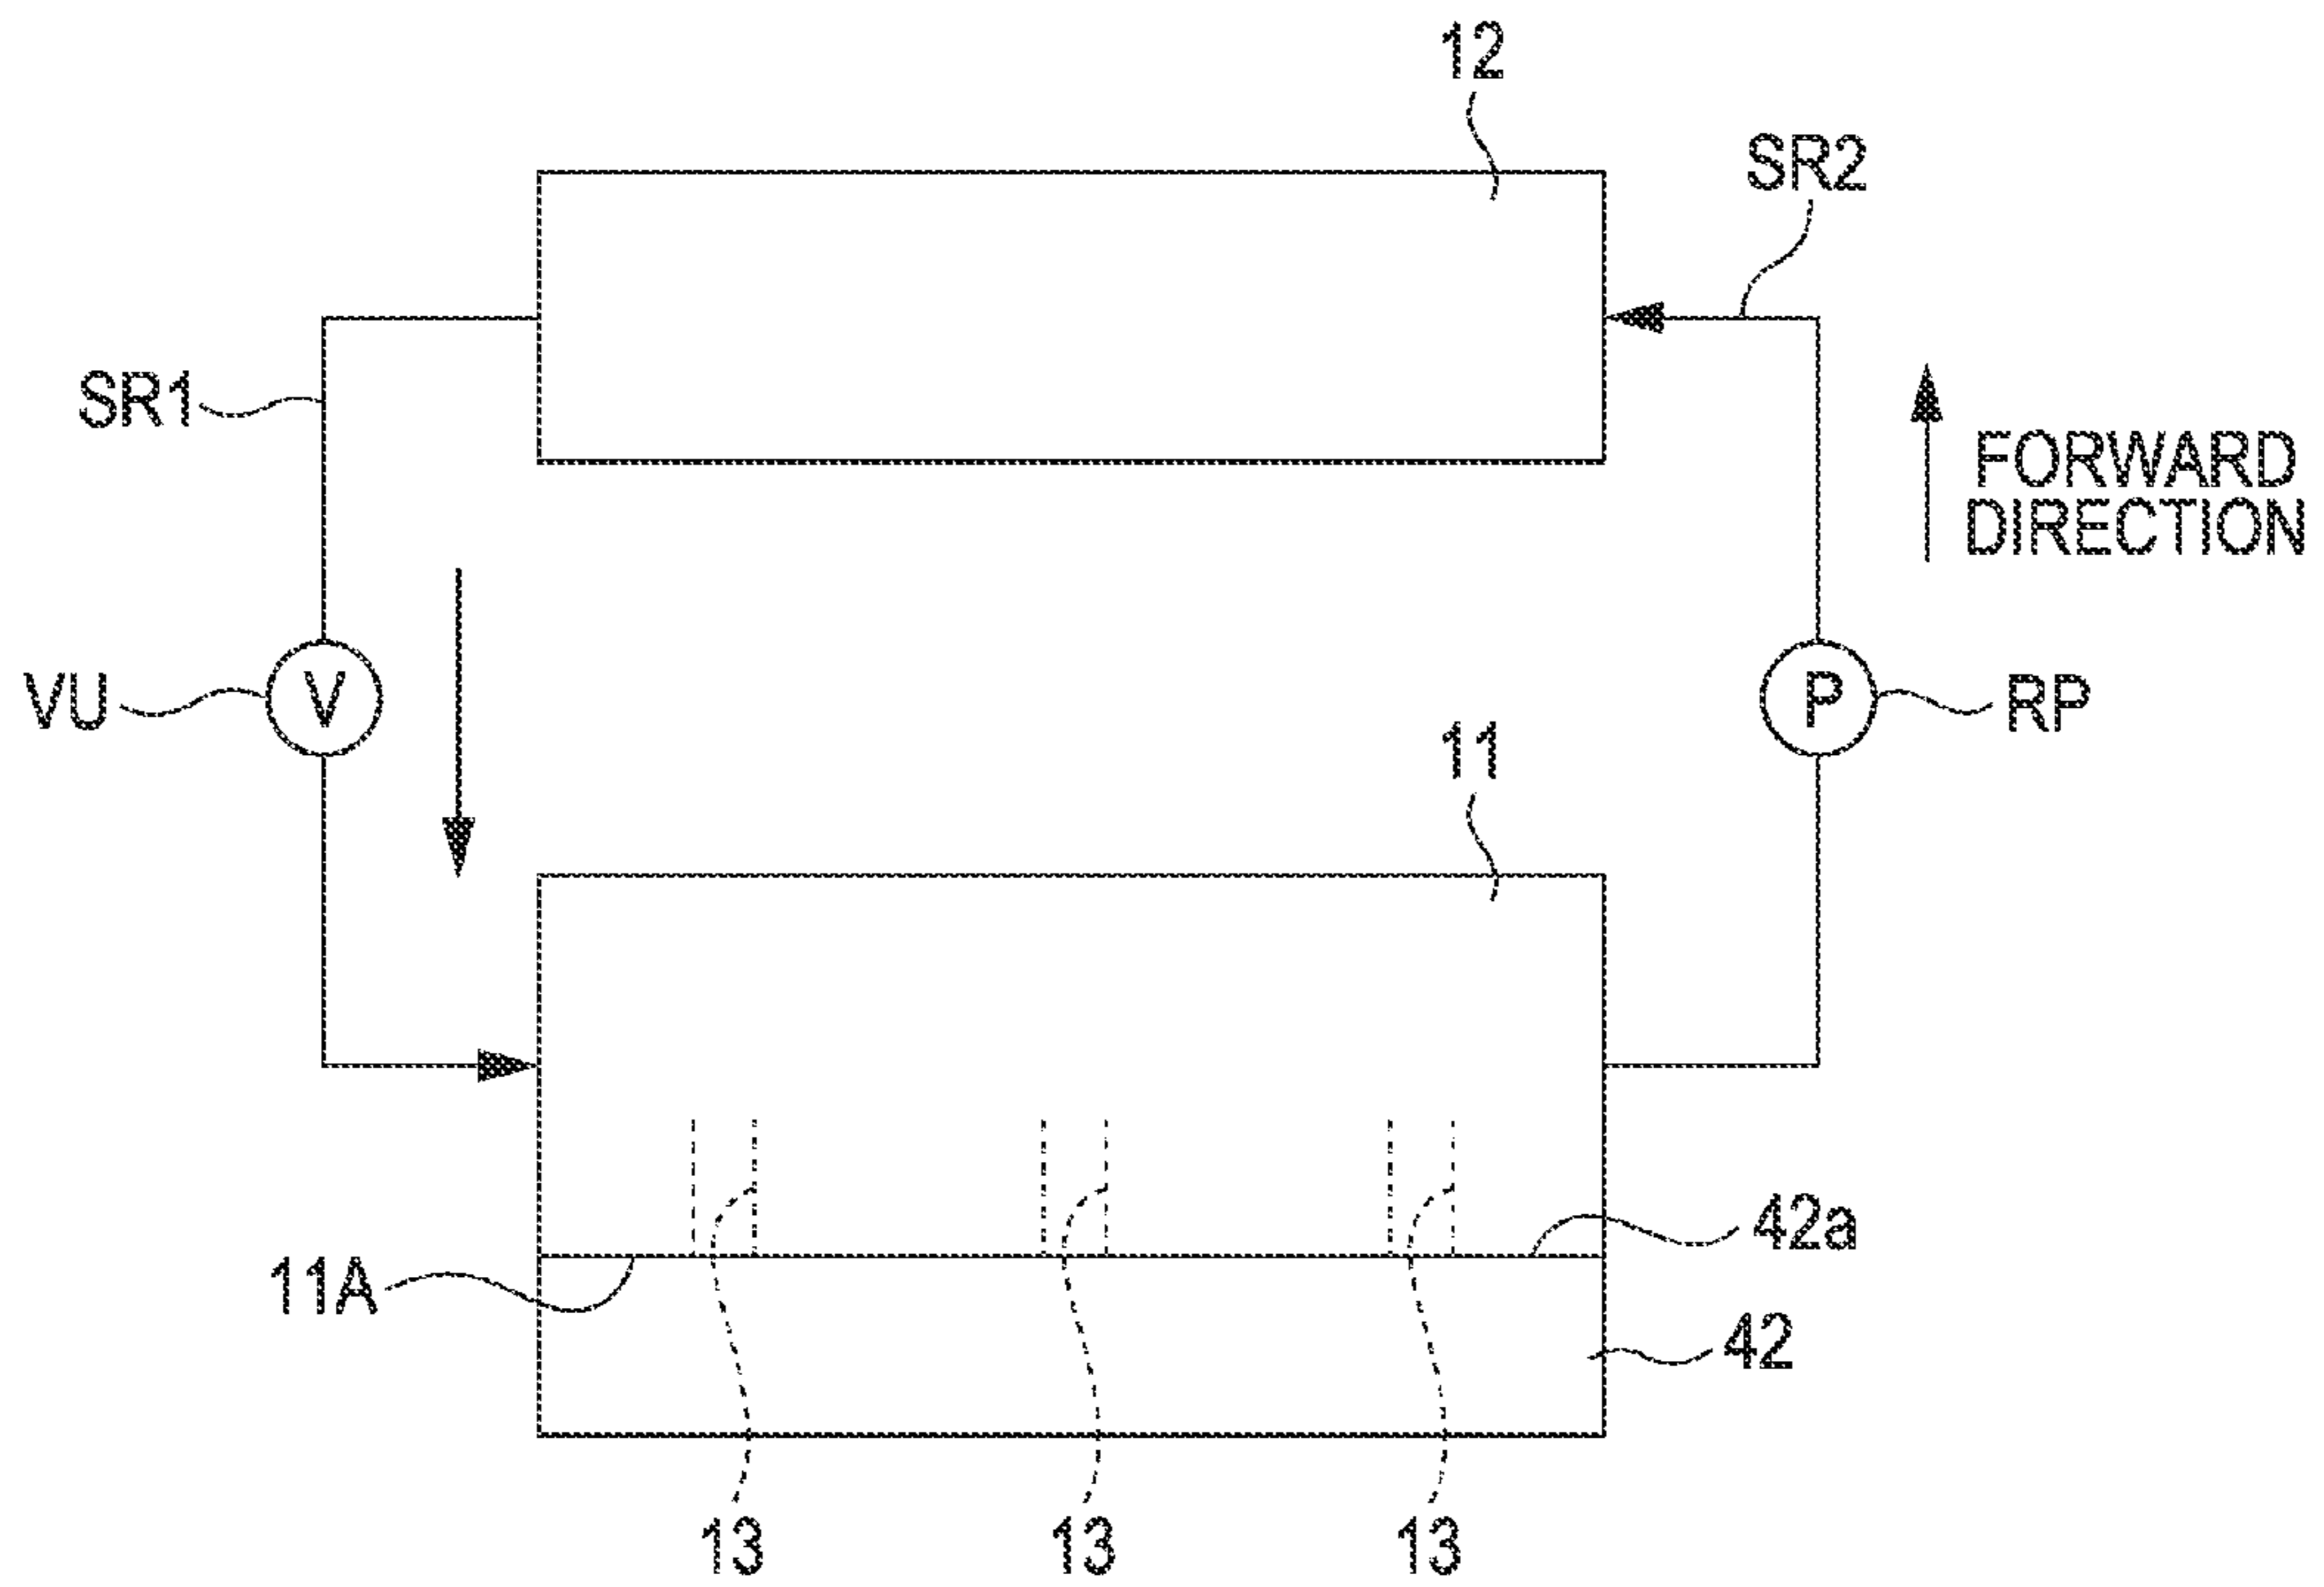 12
SR2
SR1
FORWARD
DIRECTION
VU
V
P
RP
11
42a
11A
42
13
13
13